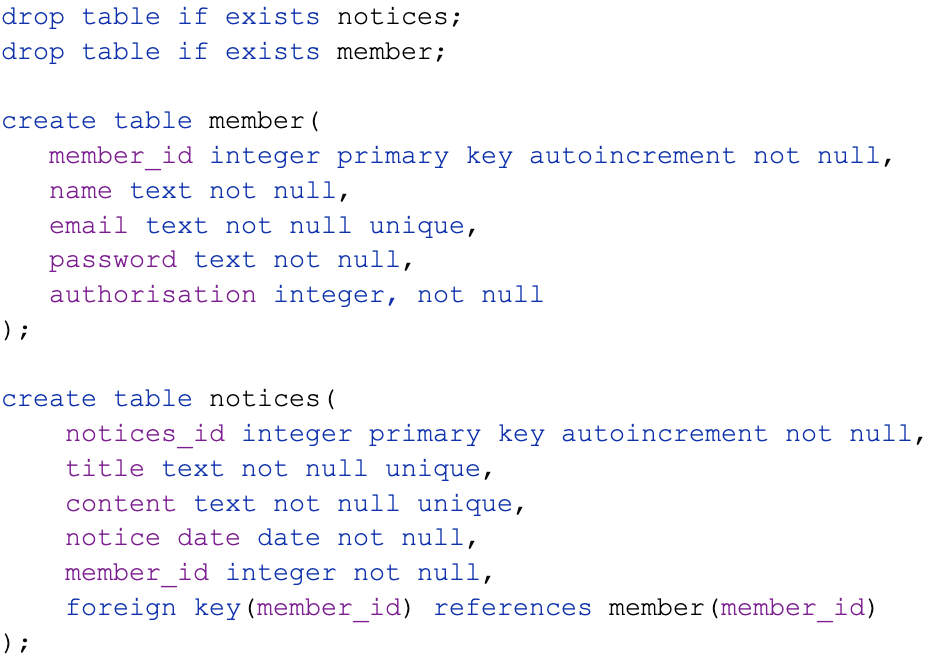 drop table if exists notices;
drop table if exists member;

create table member(
   member_id integer primary key autoincrement not null,
   name text not null,
   email text not null unique,
   password text not null,
   authorisation integer, not null
);

create table notices(
    notices_id integer primary key autoincrement not null,
    title text not null unique,
    content text not null unique,
    notice date date not null,
    member_id integer not null,
    foreign key(member_id) references member(member_id)
);